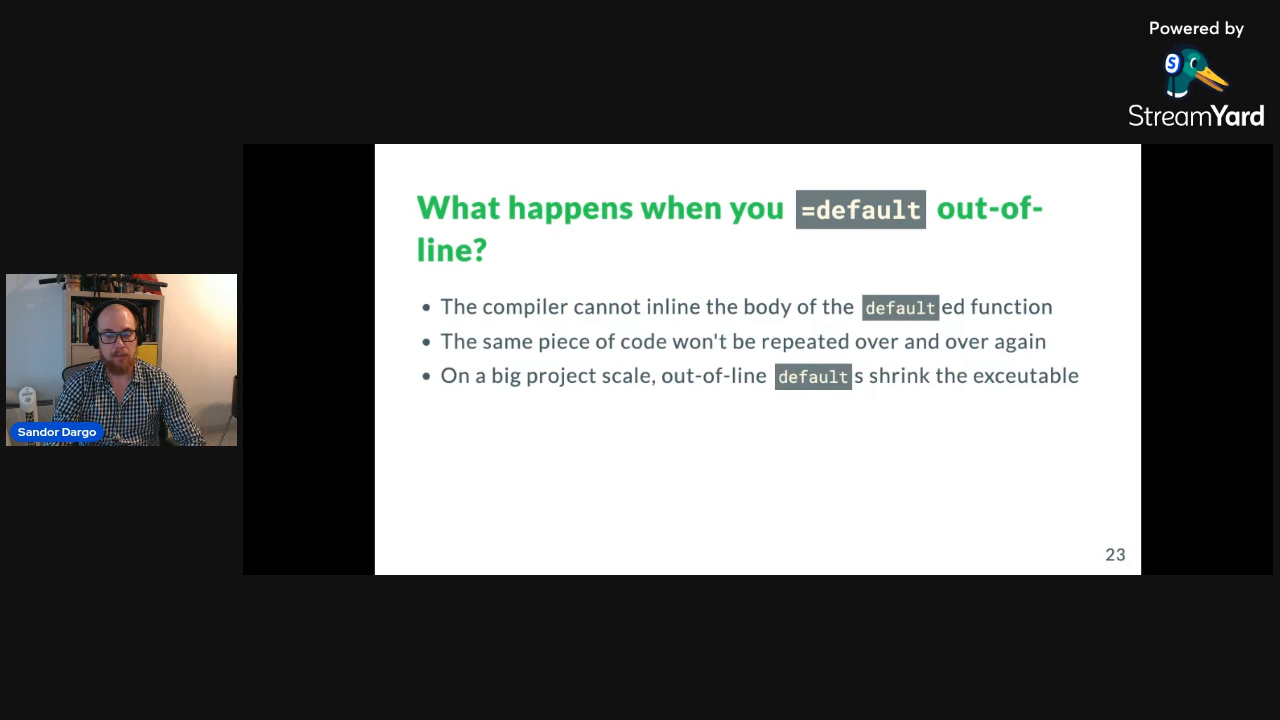 Powered by
S
StreamYard
What happens when you =default out-of-
line?
• The compiler cannot inline the body of the defaulted function
• The same piece of code won't be repeated over and over again
• On a big project scale, out-of-line defaults shrink the exceutable
Sandor Dargo
23